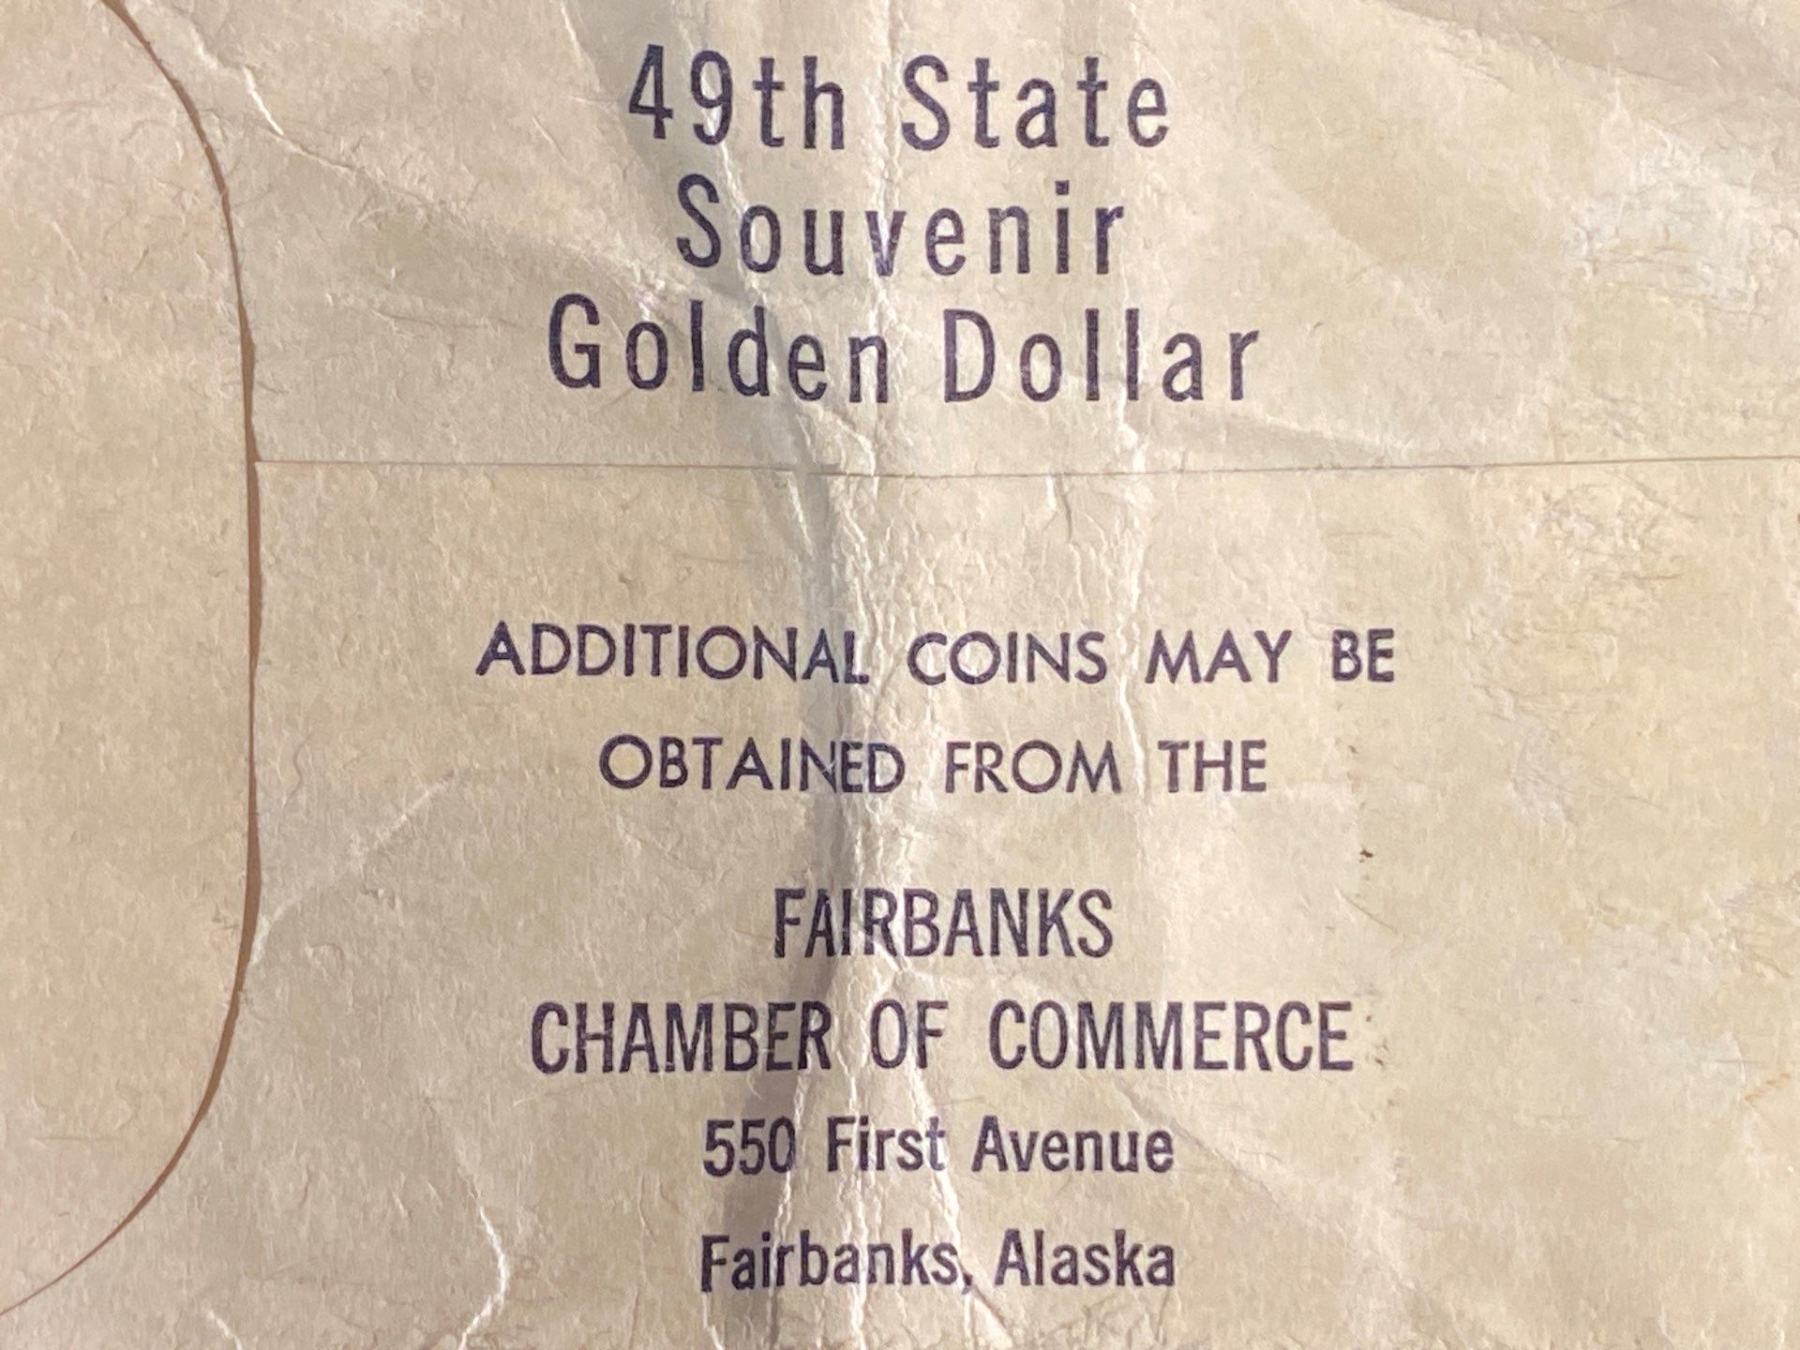 49th State
Souvenir
Golden Dollar
ADDITIONAL COINS MAY BE
OBTAINED FROM THE
FAIRBANKS
CHAMBER OF COMMERCE
550 First Avenue
Fairbanks, Alaska